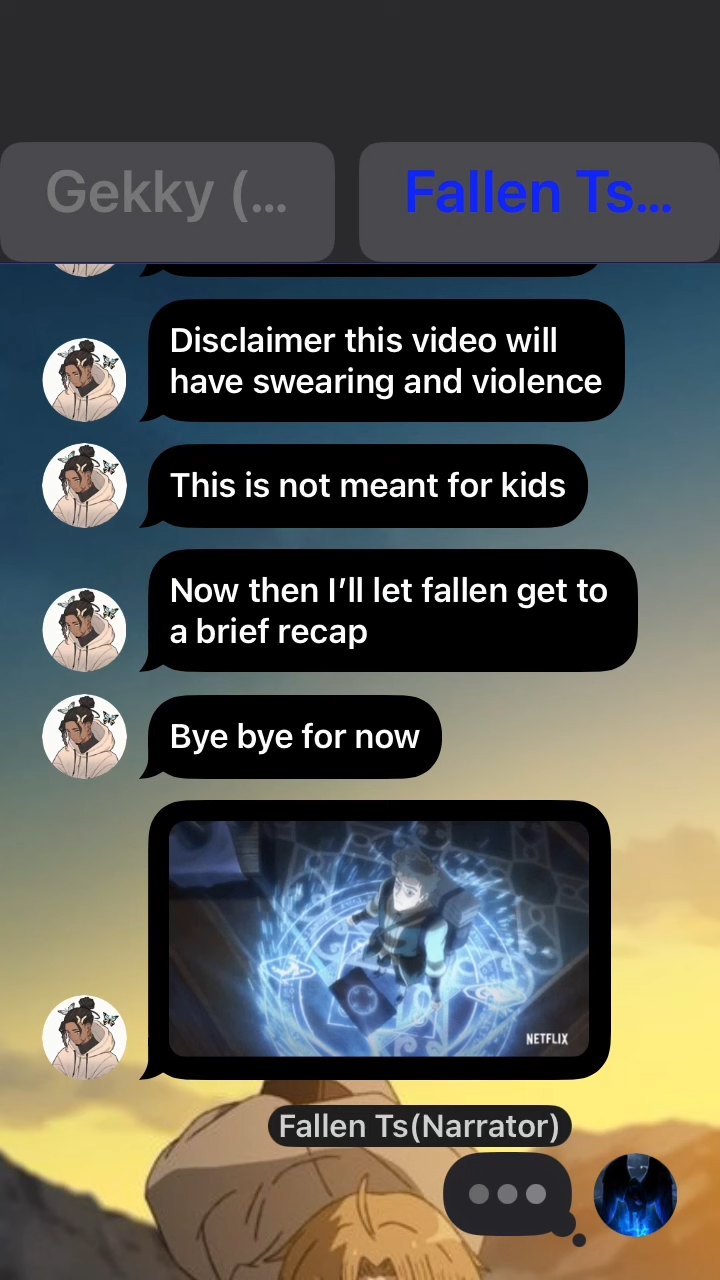 Gekky (...
Fallen Ts...
Disclaimer this video will
have swearing and violence
This is not meant for kids
Now then I’ll let fallen get to
a brief recap
Bye bye for now
NETFLIX
Fallen Ts(Narrator)